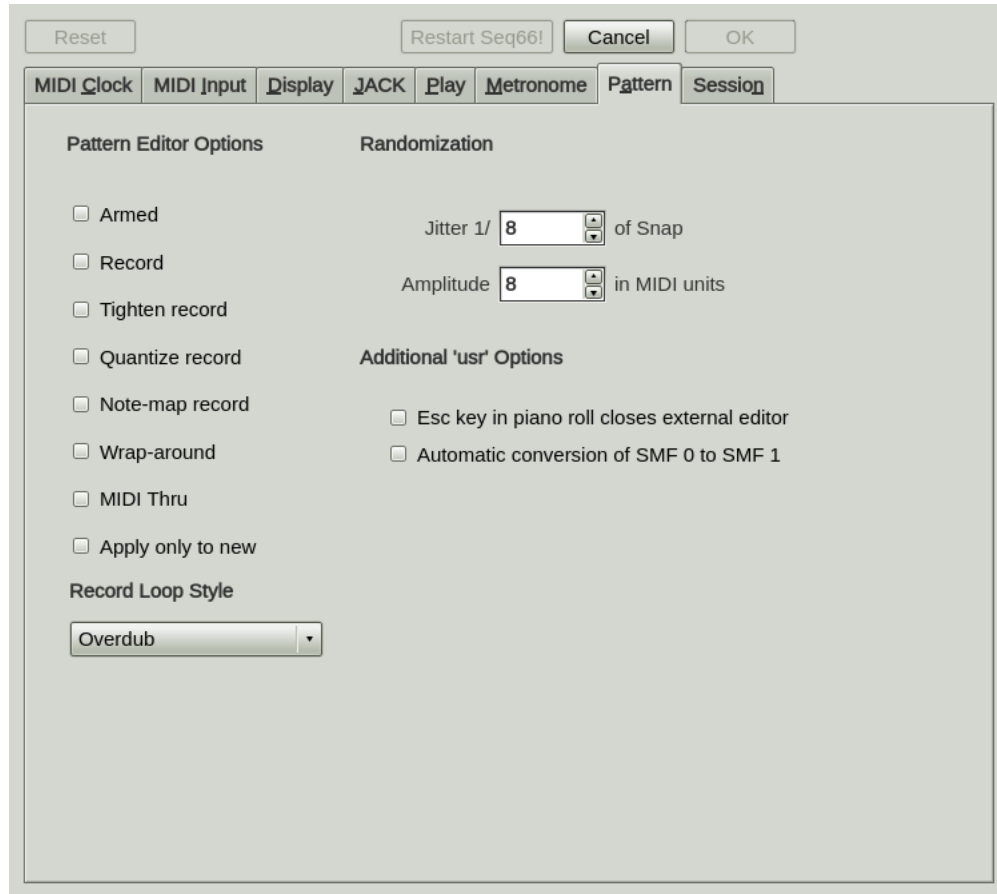 Reset Restart Seq66! Cancel OK
MIDI Clock MIDI Input Display JACK Play Metronome Pattern Session
Pattern Editor Options
Armed
Record
Tighten record
Quantize record
Note-map record
Wrap-around
MIDI Thru
Apply only to new
Record Loop Style
Overdub
Randomization
Jitter 1/ 8 of Snap
Amplitude 8 in MIDI units
Additional 'usr' Options
Esc key in piano roll closes external editor
Automatic conversion of SMF 0 to SMF 1